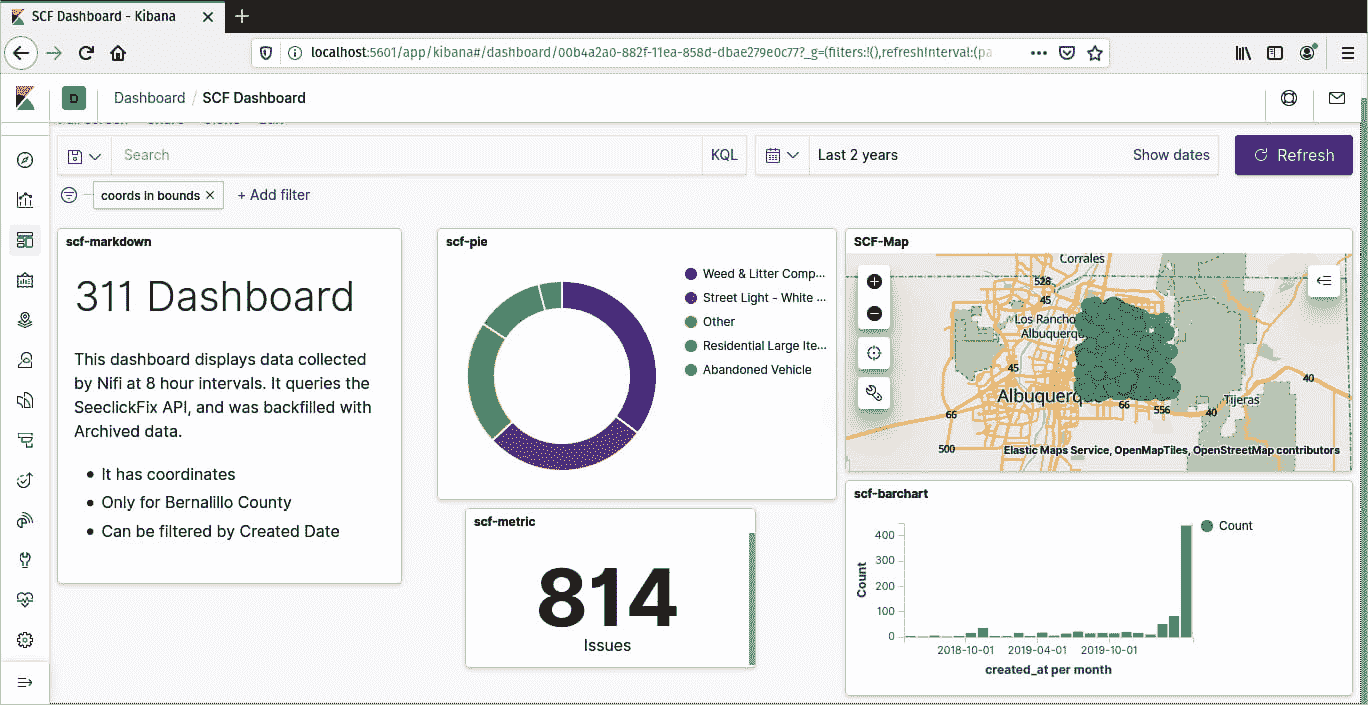 SCF Dashboard - Kibana
localhost:5601/app/kibana#/dashboard/00b4a2a0-882f-11ea-858d-dbae279e0c77?_g=(filters:!(),refreshInterval:(pa
D
Dashboard / SCF Dashboard
Search
KQL
Last 2 years
Show dates
Refresh
coords in bounds
+ Add filter
scf-markdown
311 Dashboard
This dashboard displays data collected
by Nifi at 8 hour intervals. It queries the
SeeclickFix API, and was backfilled with
Archived data.
It has coordinates
Only for Bernalillo County
Can be filtered by Created Date
scf-pie
Weed & Litter Comp...
Street Light - White ...
Other
Residential Large Ite...
Abandoned Vehicle
scf-metric
814
Issues
SCF-Map
Corrales
528
45
Los Rancho
Albuquerq
45
Albuquerq
66
66
556
40
Tijeras
40
500
Elastic Maps Service, OpenMapTiles, OpenStreetMap contributors
scf-barchart
Count
400
300
200
100
0
Count
2018-10-01
2019-04-01
2019-10-01
created_at per month